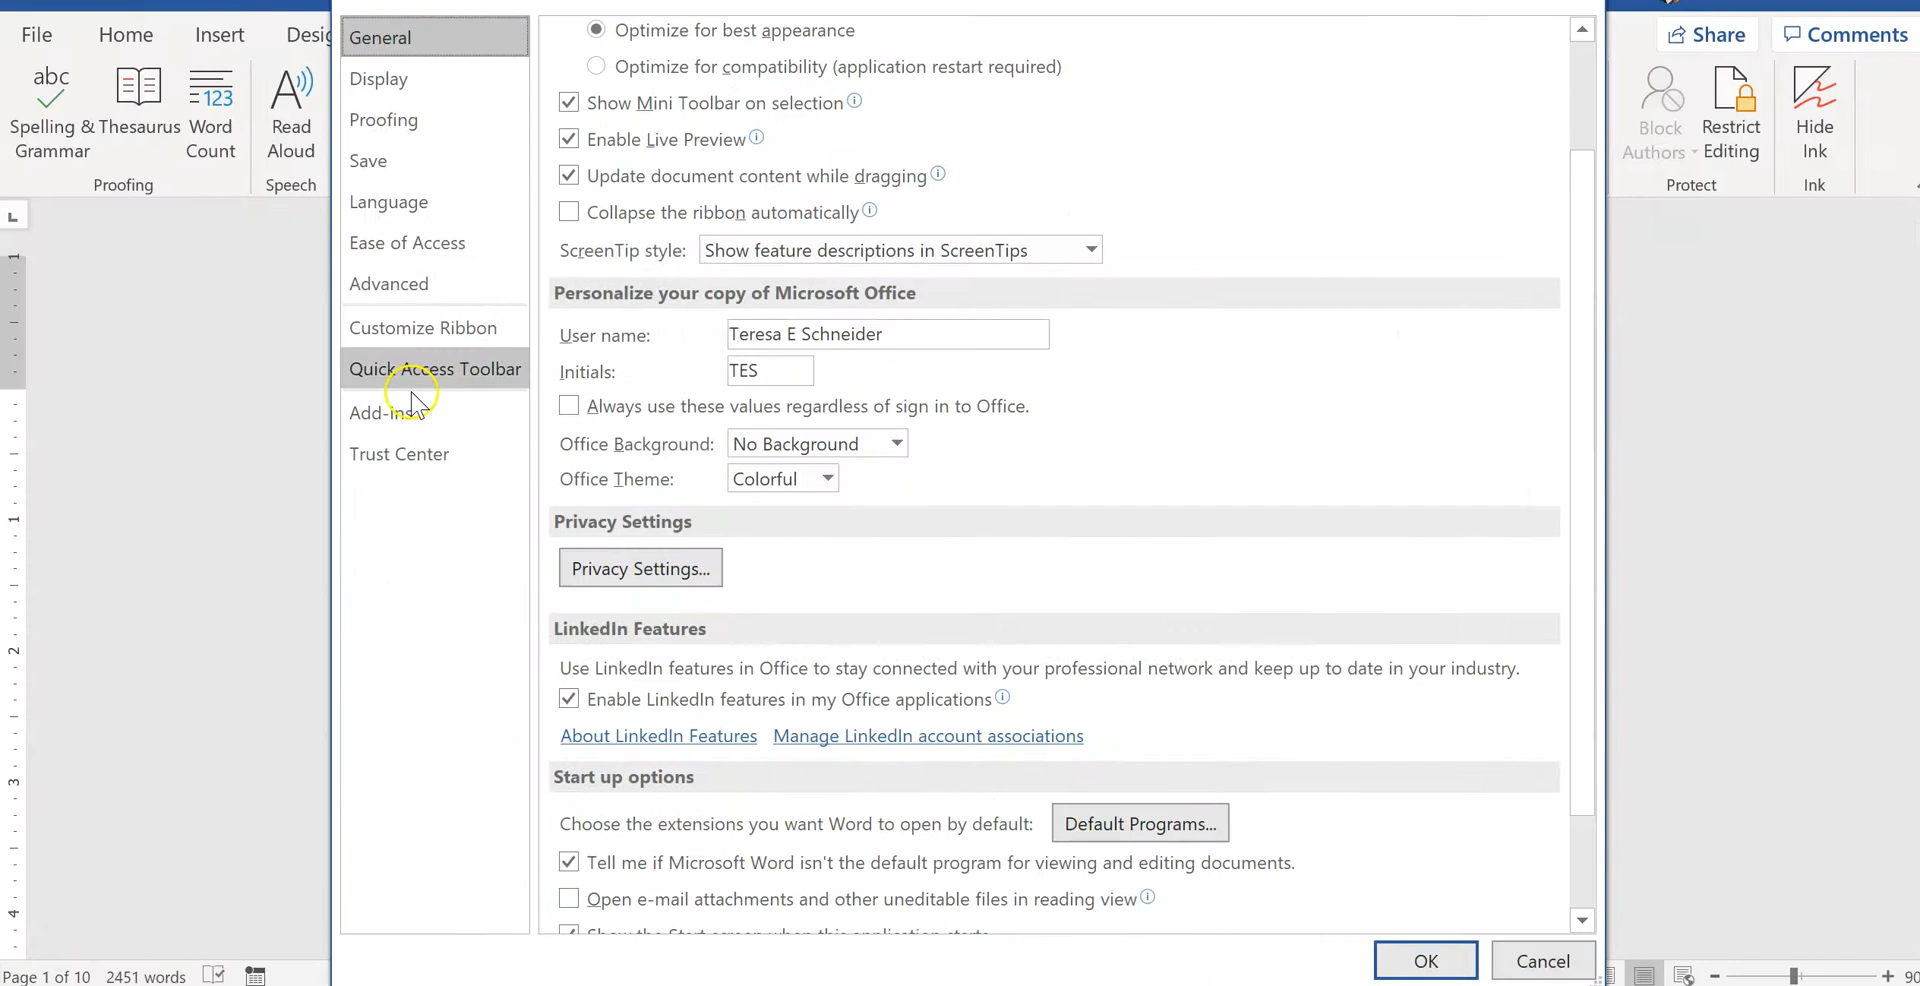 File
Home
Insert
Spelling &
Grammar
Thesaurus
Word
Count
Read
Aloud
Proofing
Speech
General
Display
Proofing
Save
Language
Ease of Access
Advanced
Customize Ribbon
Quick Access Toolbar
Trust Center
Optimize for best appearance
Optimize for compatibility (application restart required)
Show Mini Toolbar on selection
Enable Live Preview
Update document content while dragging
Collapse the ribbon automatically
ScreenTip style: Show feature descriptions in ScreenTips
Personalize your copy of Microsoft Office
User name: Teresa E Schneider
Initials: TES
Always use these values regardless of sign in to Office.
Office Background: No Background
Office Theme: Colorful
Privacy Settings
Privacy Settings...
LinkedIn Features
Use LinkedIn features in Office to stay connected with your professional network and keep up to date in your industry.
Enable LinkedIn features in my Office applications
About LinkedIn Features Manage LinkedIn account associations
Start up options
Choose the extensions you want Word to open by default: Default Programs...
Tell me if Microsoft Word isn't the default program for viewing and editing documents.
Open e-mail attachments and other uneditable files in reading view
OK Cancel
Share Comments
Block
Authors
Restrict
Editing
Hide
Ink
Protect
Ink
L
1
1
2
3
4
Page 1 of 10 2451 words
90